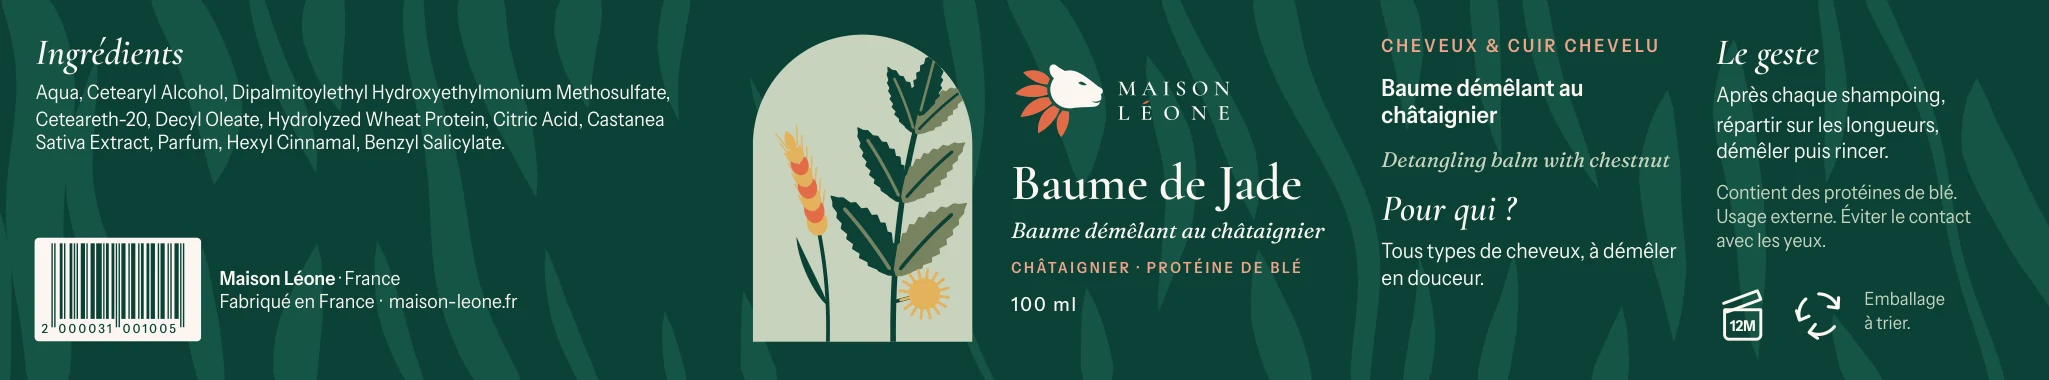 Ingrédients
Aqua, Cetearyl Alcohol, Dipalmitoylethyl Hydroxyethylmonium Methosulfate,
Ceteareth-20, Decyl Oleate, Hydrolyzed Wheat Protein, Citric Acid, Castanea
Sativa Extract, Parfum, Hexyl Cinnamal, Benzyl Salicylate.
2 000031 001005
Maison Léone · France
Fabriqué en France · maison-leone.fr
MAISON
LÉONE
Baume de Jade
Baume démêlant au châtaignier
CHÂTAIGNIER · PROTÉINE DE BLÉ
100 ml
CHEVEUX & CUIR CHEVELU
Baume démêlant au
châtaignier
Detangling balm with chestnut
Pour qui ?
Tous types de cheveux, à démêler
en douceur.
Le geste
Après chaque shampoing,
répartir sur les longueurs,
démêler puis rincer.
Contient des protéines de blé.
Usage externe. Éviter le contact
avec les yeux.
12M
Emballage
à trier.